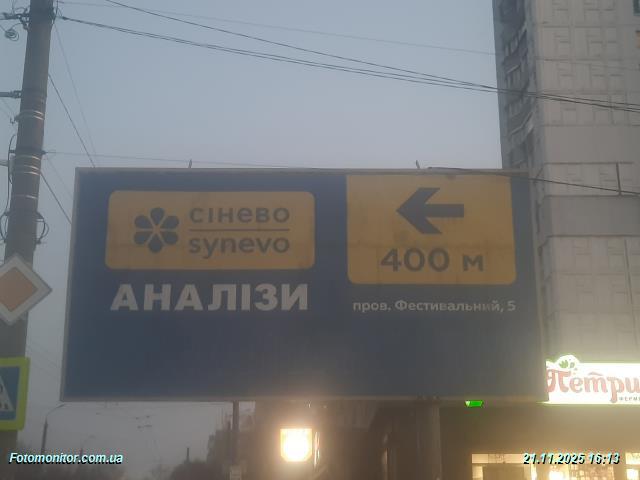 сінево
synevo
АНАЛІЗИ
400 м
пров. Фестивальний, 5
Fotomonitor.com.ua
21.11.2025 16:13